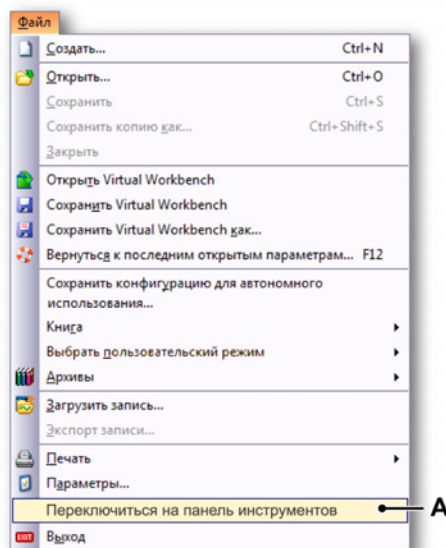 Файл
Создать... Ctrl+N
Открыть... Ctrl+O
Сохранить Ctrl+S
Сохранить копию как... Ctrl+Shift+S
Закрыть
Открыть Virtual Workbench
Сохранить Virtual Workbench
Сохранить Virtual Workbench как...
Вернуться к последним открытым параметрам... F12
Сохранить конфигурацию для автономного
использования...
Книга
Выбрать пользовательский режим
Архивы
Загрузить запись...
Экспорт записи...
Печать
Параметры...
Переключиться на панель инструментов A
EXIT Выход